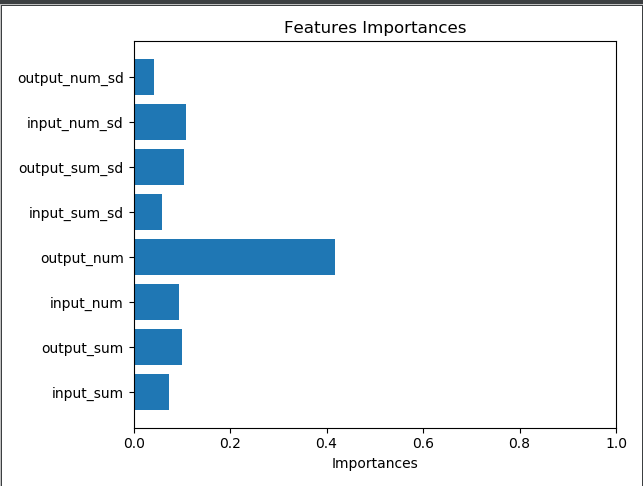 Features Importances
output_num_sd
input_num_sd
output_sum_sd
input_sum_sd
output_num
input_num
output_sum
input_sum
0.0 0.2 0.4 0.6 0.8 1.0
Importances